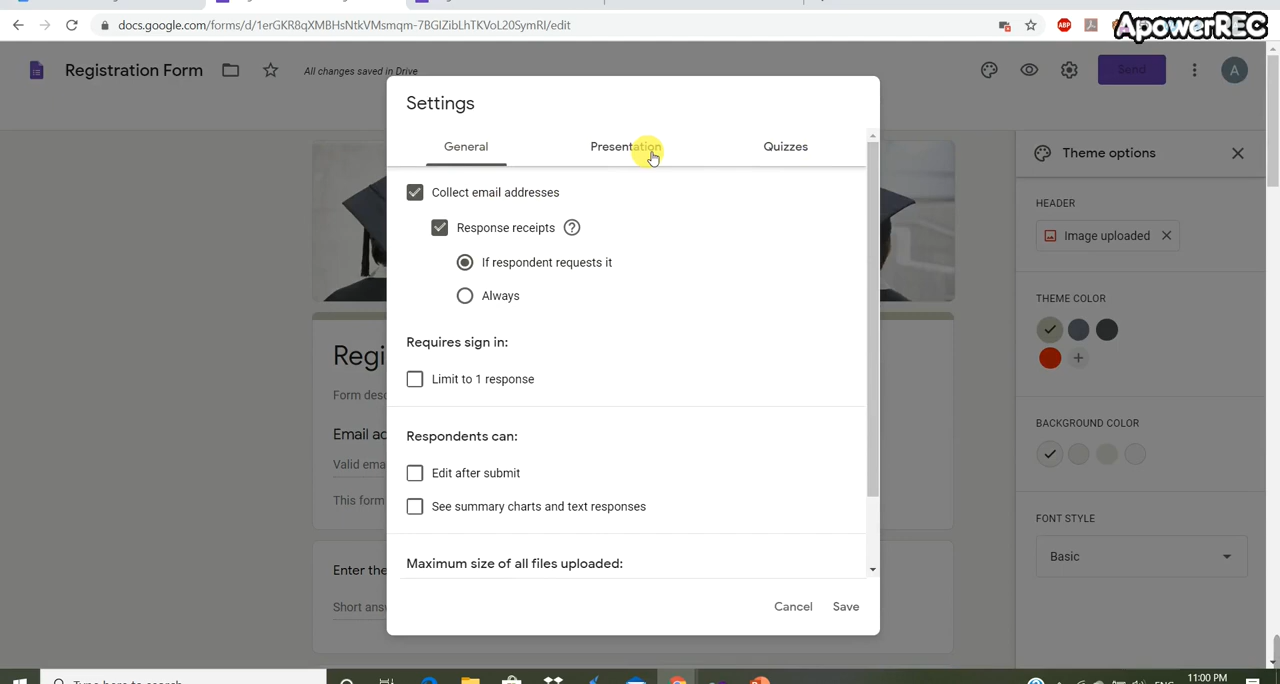 docs.google.com/forms/d/1erGKR8qXMBHsNtkVMsmqm-7BGIZibLhTKVoL20SymRI/edit
ABP
ApowerREC
Registration Form
All changes saved in Drive
Send
A
Settings
General Presentation Quizzes
Theme options
Collect email addresses
HEADER
Response receipts
Image uploaded
If respondent requests it
Always
THEME COLOR
Requires sign in:
Regi
Limit to 1 response
Form desc
BACKGROUND COLOR
Email ad
Respondents can:
Valid emai
Edit after submit
This form
See summary charts and text responses
FONT STYLE
Basic
Maximum size of all files uploaded:
Enter the
Short answ
Cancel Save
Type here to search
ENG
11:00 PM